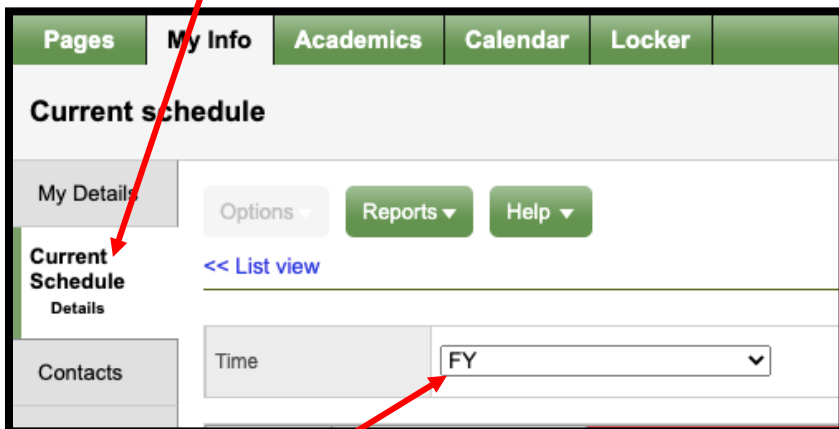 Pages My Info Academics Calendar Locker
Current schedule
My Details
Options Reports Help
Current
Schedule
Details
<< List view
Time FY
Contacts